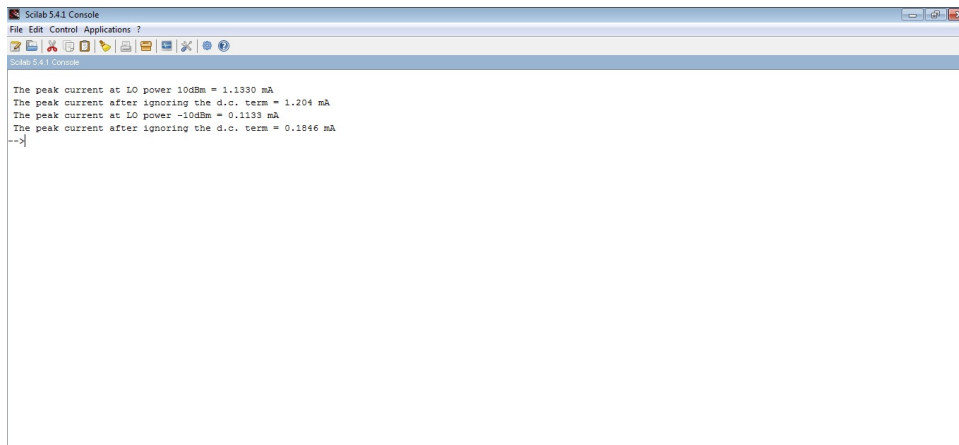 Scilab 5.4.1 Console
File Edit Control Applications ?
Scilab 5.4.1 Console
The peak current at LO power 10dBm = 1.1330 mA
The peak current after ignoring the d.c. term = 1.204 mA
The peak current at LO power -10dBm = 0.1133 mA
The peak current after ignoring the d.c. term = 0.1846 mA
-->